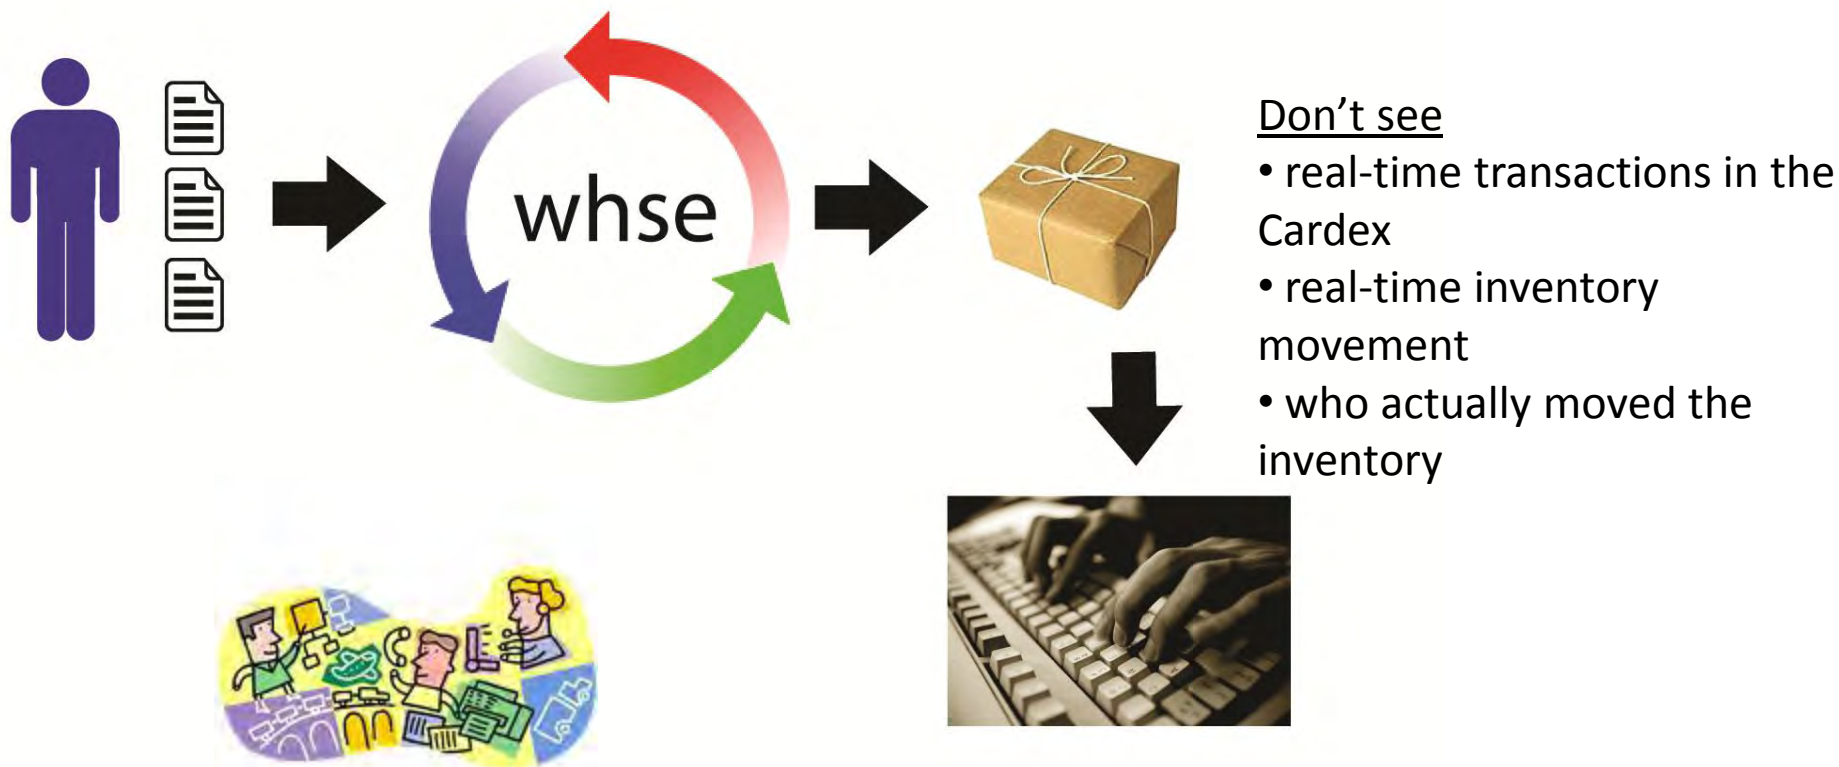 whse
Don’t see
• real-time transactions in the
Cardex
• real-time inventory
movement
• who actually moved the
inventory